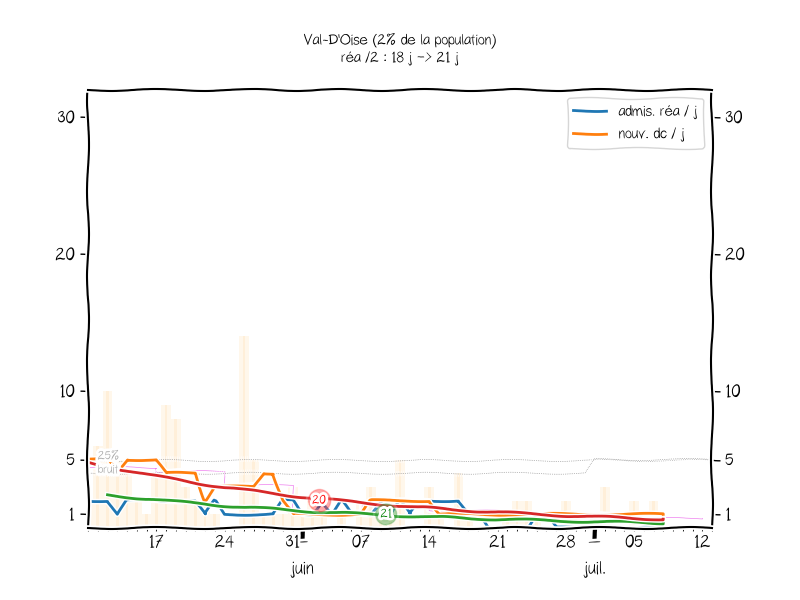 Val-D'Oise (2% de la population)
réa /2 : 18 j -> 21 j
admis. réa / j
nouv. dc / j
30
30
20
20
10
10
25%
5
5
bruit
20
21
1
1
17 24 31 07 14 21 28 05 12
juin juil.